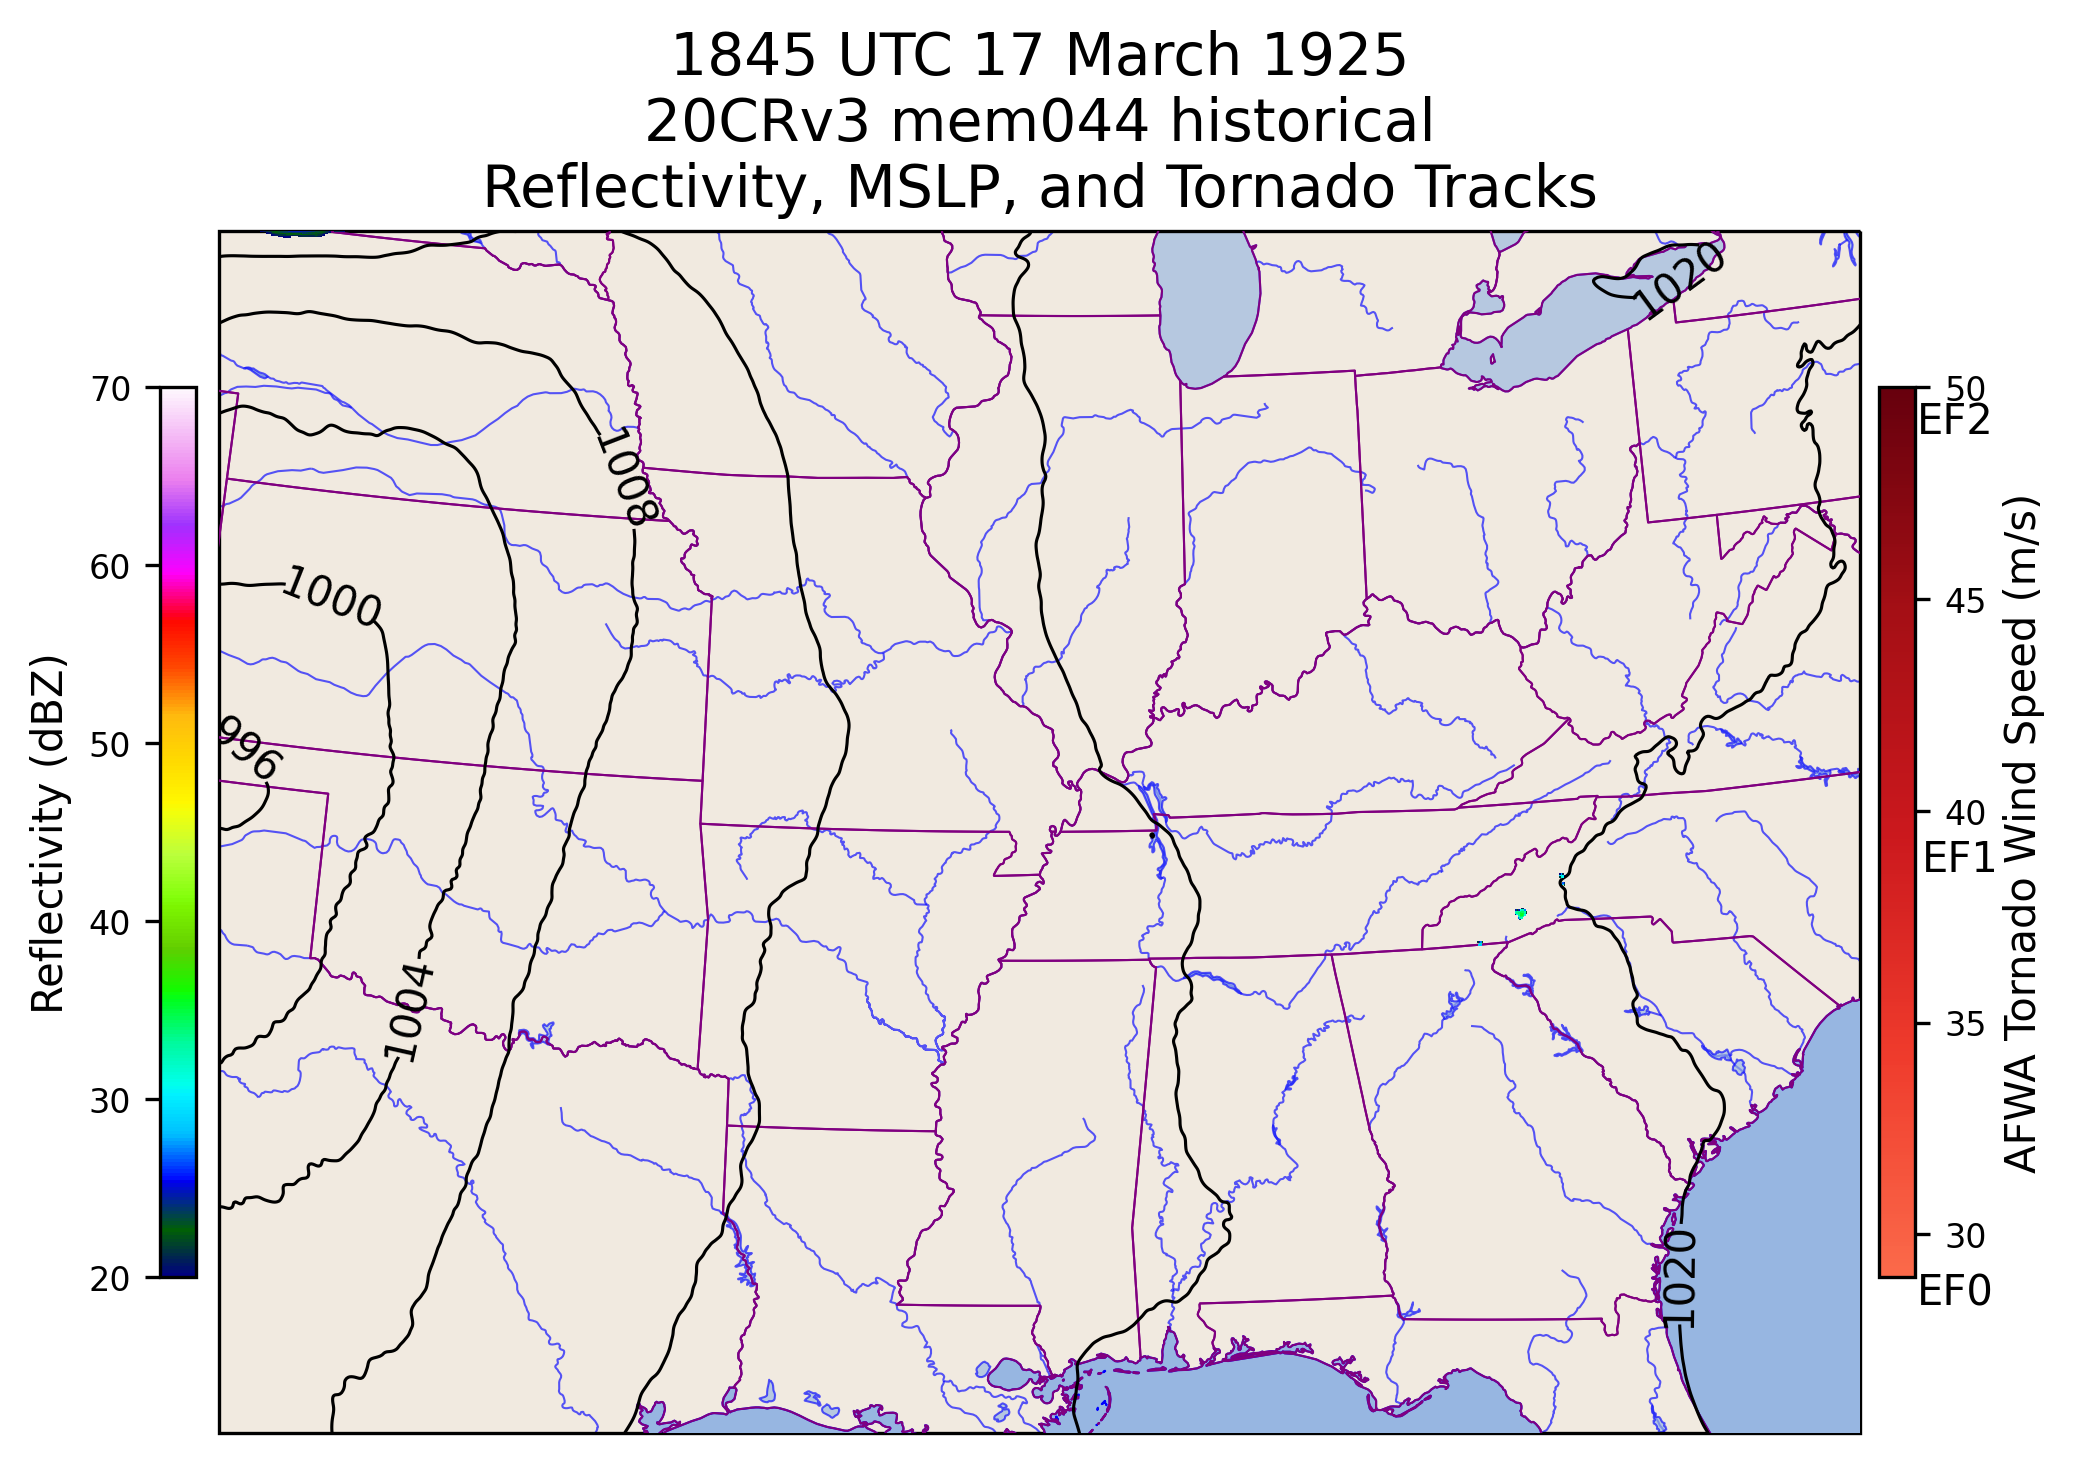 1845 UTC 17 March 1925
20CRv3 mem044 historical
Reflectivity, MSLP, and Tornado Tracks
1020
1008
1000
996
1004
1020
70
60
50
40
30
20
Reflectivity (dBZ)
50
EF2
45
40
EF1
35
30
EF0
AFWA Tornado Wind Speed (m/s)